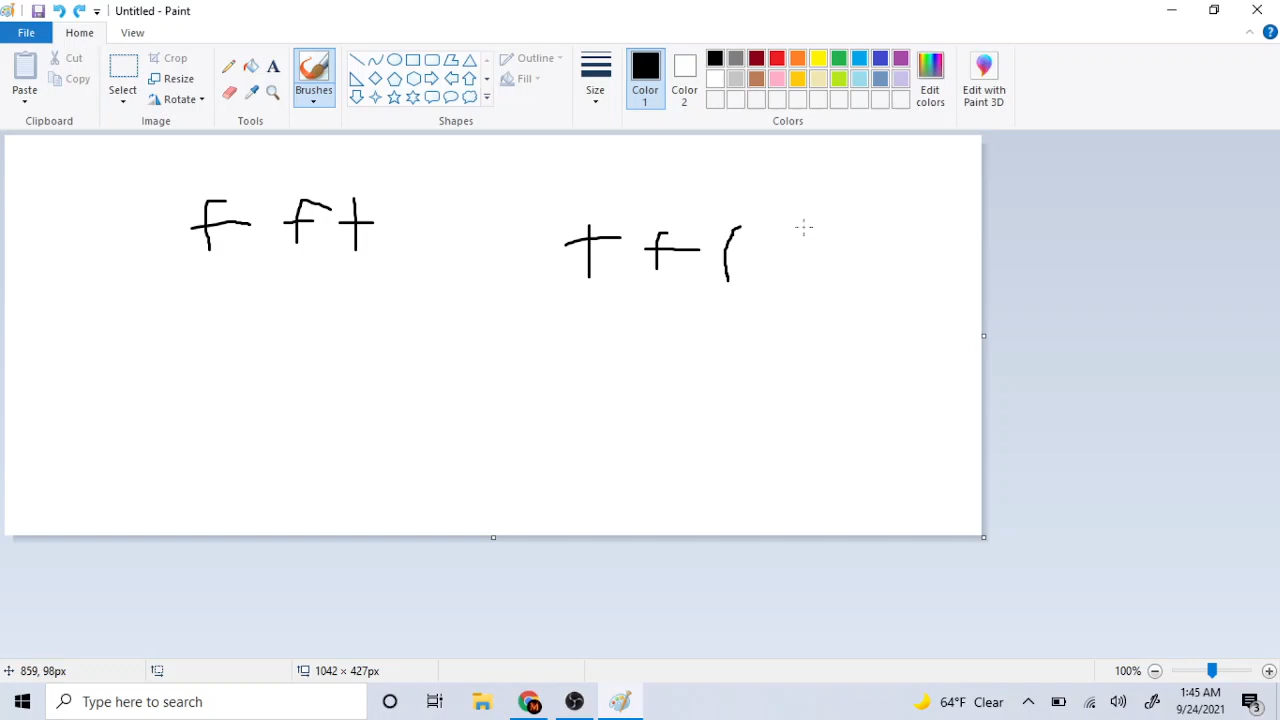 Untitled - Paint
File Home View
Paste Cut Copy Clipboard
Select Crop Resize Rotate Image
Tools
Brushes
Outline Fill Shapes
Size
Color 1 Color 2 Edit colors Colors
Edit with Paint 3D
F f t
T f (
859, 98px 1042 × 427px 100%
Type here to search 64°F Clear 1:45 AM
9/24/2021 3